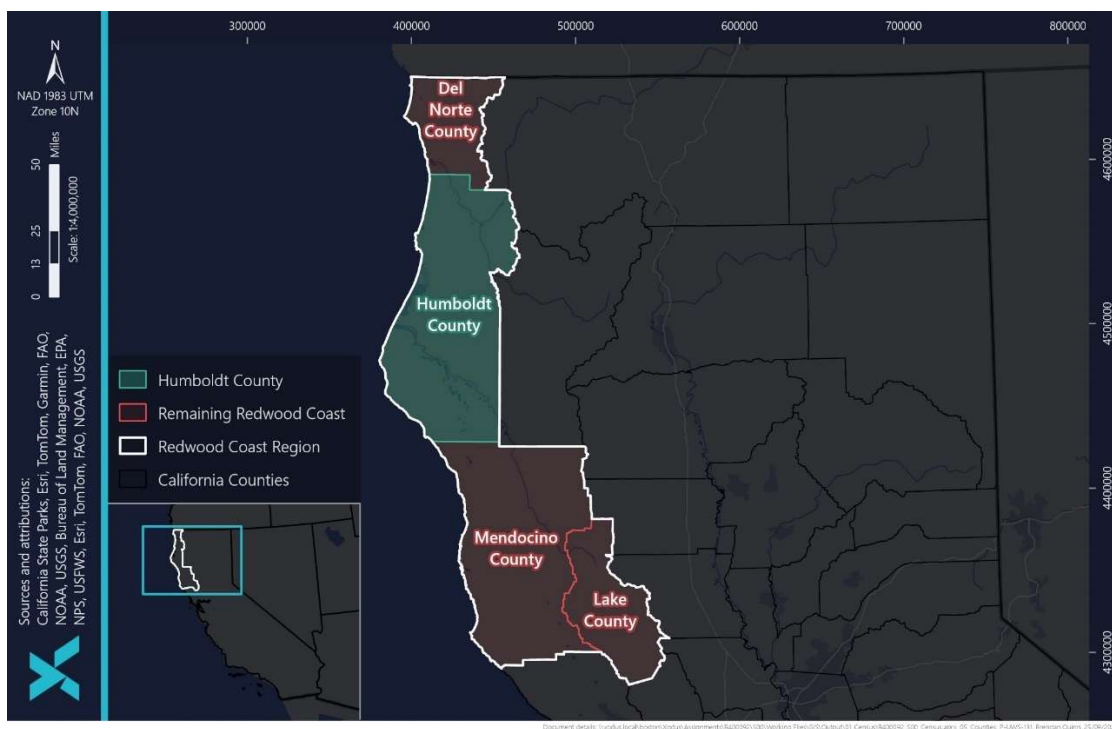 300000
400000
500000
600000
700000
800000
N
NAD 1983 UTM
Zone 10N
Miles
50
25
13
0
Scale: 1:4,000,000
Sources and attributions:
California State Parks, Esri, TomTom, Garmin, FAO,
NOAA, USGS, Bureau of Land Management, EPA,
NPS, USFWS, Esri, TomTom, FAO, NOAA, USGS
Del
Norte
County
Humboldt
County
Mendocino
County
Lake
County
Humboldt County
Remaining Redwood Coast
Redwood Coast Region
California Counties
4600000
4500000
4400000
4300000